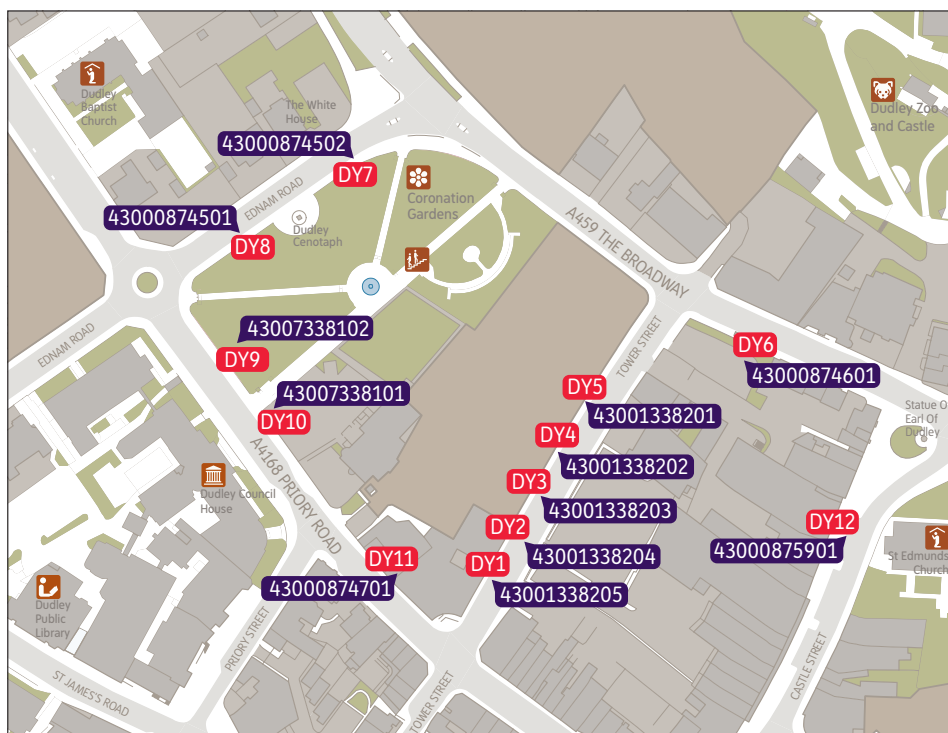 Dudley
Baptist
Church
The White
House
43000874502
DY7
EDNAM ROAD
43000874501
DY8
Dudley
Cenotaph
Coronation
Gardens
Dudley Zoo
and Castle
A459 THE BROADWAY
EDNAM ROAD
43007338102
DY9
43007338101
DY10
A4168 PRIORY ROAD
TOWER STREET
DY6
43000874601
DY5
43001338201
DY4
43001338202
DY3
43001338203
DY2
43001338204
DY1
43001338205
Statue O
Earl Of
Dudley
DY12
43000875901
St Edmunds
Church
Dudley Council
House
DY11
43000874701
Dudley
Public
Library
PRIORY STREET
ST JAMES'S ROAD
TOWER STREET
CASTLE STREET